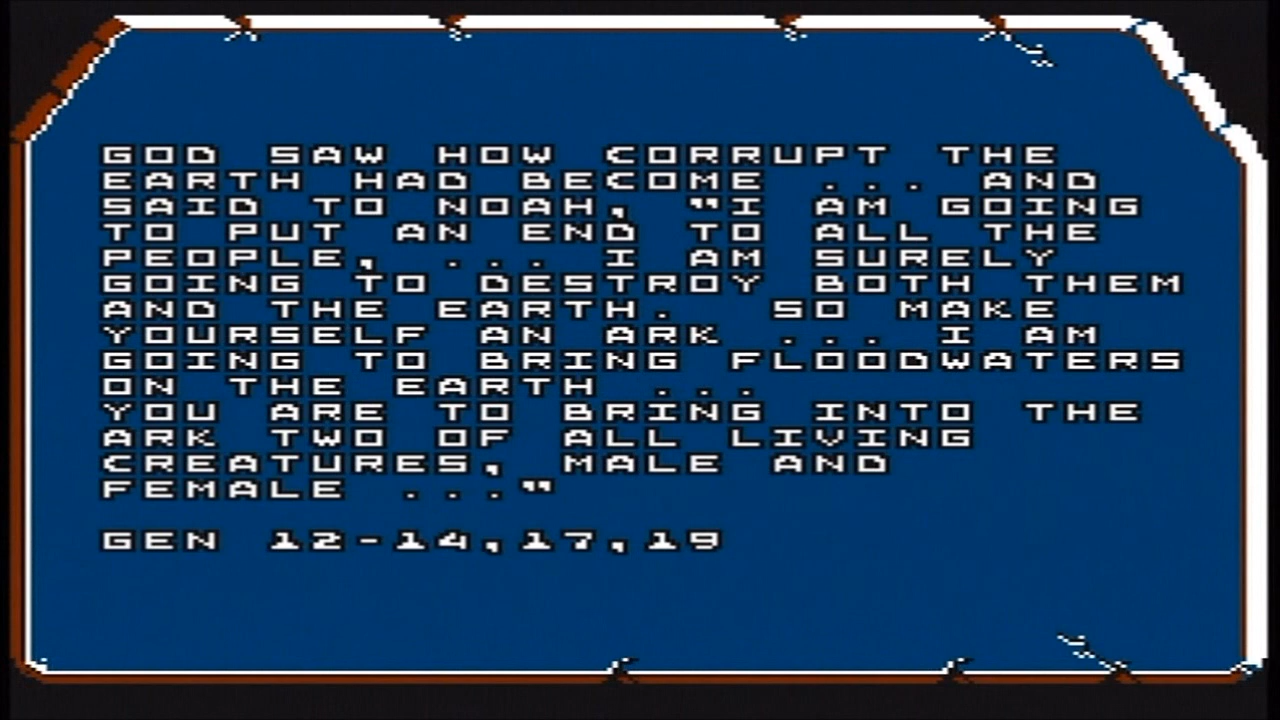 GOD SAW HOW CORRUPT THE
EARTH HAD BECOME ... AND
SAID TO NOAH, "I AM GOING
TO PUT AN END TO ALL THE
PEOPLE, ... I AM SURELY
GOING TO DESTROY BOTH THEM
AND THE EARTH. SO MAKE
YOURSELF AN ARK ... I AM
GOING TO BRING FLOODWATERS
ON THE EARTH ...
YOU ARE TO BRING INTO THE
ARK TWO OF ALL LIVING
CREATURES, MALE AND
FEMALE ..."
GEN 12-14,17,19